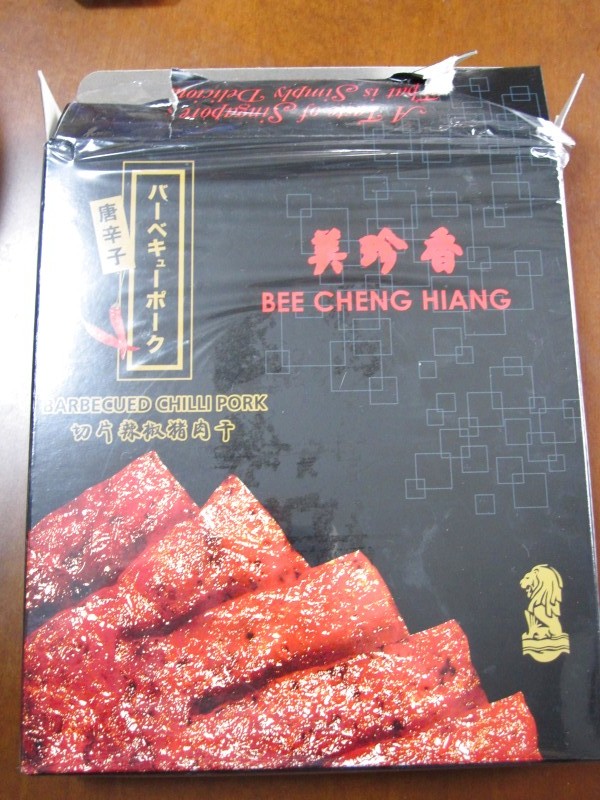 A Taste of Singapore
That is Simply Delicious
バーベキューポーク
唐辛子
美珍香
BEE CHENG HIANG
BARBECUED CHILLI PORK
切片辣椒猪肉干